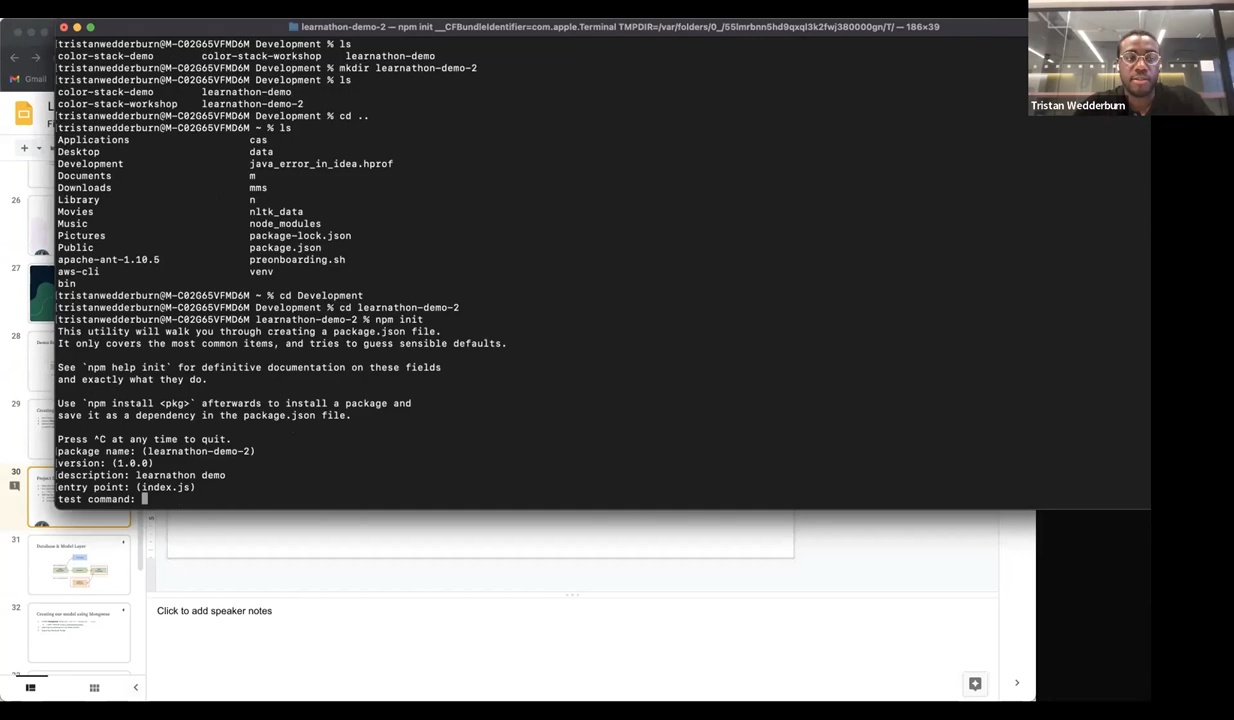 learnathon-demo-2 — npm init __CFBundleIdentifier=com.apple.Terminal TMPDIR=/var/folders/0_/55lmrbnn5hd9qxql3k2fwj380000gn/T/ — 186×39
[tristanwedderburn@M-C02G65VFMD6M Development % ls
color-stack-demo color-stack-workshop learnathon-demo
[tristanwedderburn@M-C02G65VFMD6M Development % mkdir learnathon-demo-2
[tristanwedderburn@M-C02G65VFMD6M Development % ls
color-stack-demo learnathon-demo
color-stack-workshop learnathon-demo-2
[tristanwedderburn@M-C02G65VFMD6M Development % cd ..
[tristanwedderburn@M-C02G65VFMD6M ~ % ls
Applications cas
Desktop data
Development java_error_in_idea.hprof
Documents m
Downloads mms
Library n
Movies nltk_data
Music node_modules
Pictures package-lock.json
Public package.json
apache-ant-1.10.5 preonboarding.sh
aws-cli venv
bin
[tristanwedderburn@M-C02G65VFMD6M ~ % cd Development
[tristanwedderburn@M-C02G65VFMD6M Development % cd learnathon-demo-2
[tristanwedderburn@M-C02G65VFMD6M learnathon-demo-2 % npm init
This utility will walk you through creating a package.json file.
It only covers the most common items, and tries to guess sensible defaults.
See `npm help init` for definitive documentation on these fields
and exactly what they do.
Use `npm install <pkg>` afterwards to install a package and
save it as a dependency in the package.json file.
Press ^C at any time to quit.
package name: (learnathon-demo-2)
version: (1.0.0)
description: learnathon demo
entry point: (index.js)
test command:
Tristan Wedderburn
Gmail
26
27
28
29
30
31
Database & Model Layer
32
Creating our model using Mongoose
Click to add speaker notes